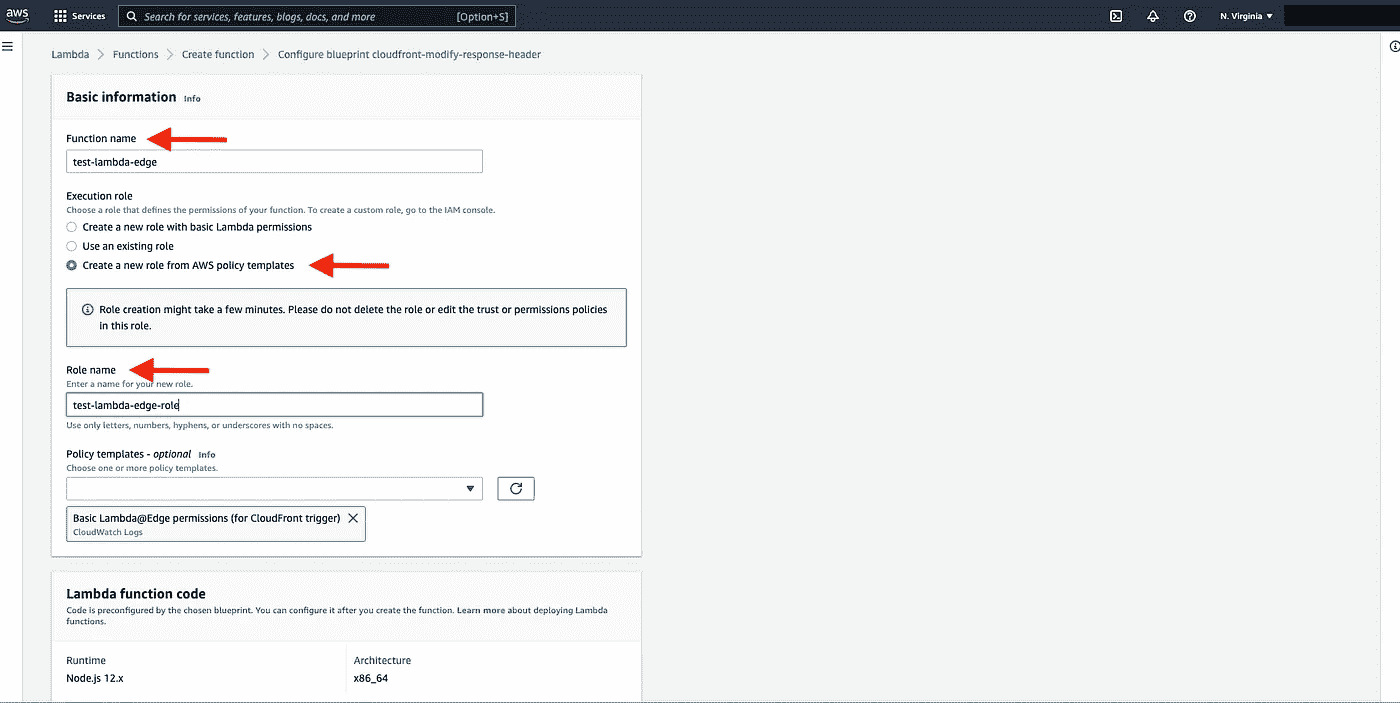 aws
Services
Search for services, features, blogs, docs, and more
[Option+S]
N. Virginia
Lambda
Functions
Create function
Configure blueprint cloudfront-modify-response-header
Basic information Info
Function name
test-lambda-edge
Execution role
Choose a role that defines the permissions of your function. To create a custom role, go to the IAM console.
Create a new role with basic Lambda permissions
Use an existing role
Create a new role from AWS policy templates
Role creation might take a few minutes. Please do not delete the role or edit the trust or permissions policies
in this role.
Role name
Enter a name for your new role.
test-lambda-edge-role
Use only letters, numbers, hyphens, or underscores with no spaces.
Policy templates - optional Info
Choose one or more policy templates.
Basic Lambda@Edge permissions (for CloudFront trigger)
CloudWatch Logs
Lambda function code
Code is preconfigured by the chosen blueprint. You can configure it after you create the function. Learn more about deploying Lambda
functions.
Runtime
Node.js 12.x
Architecture
x86_64